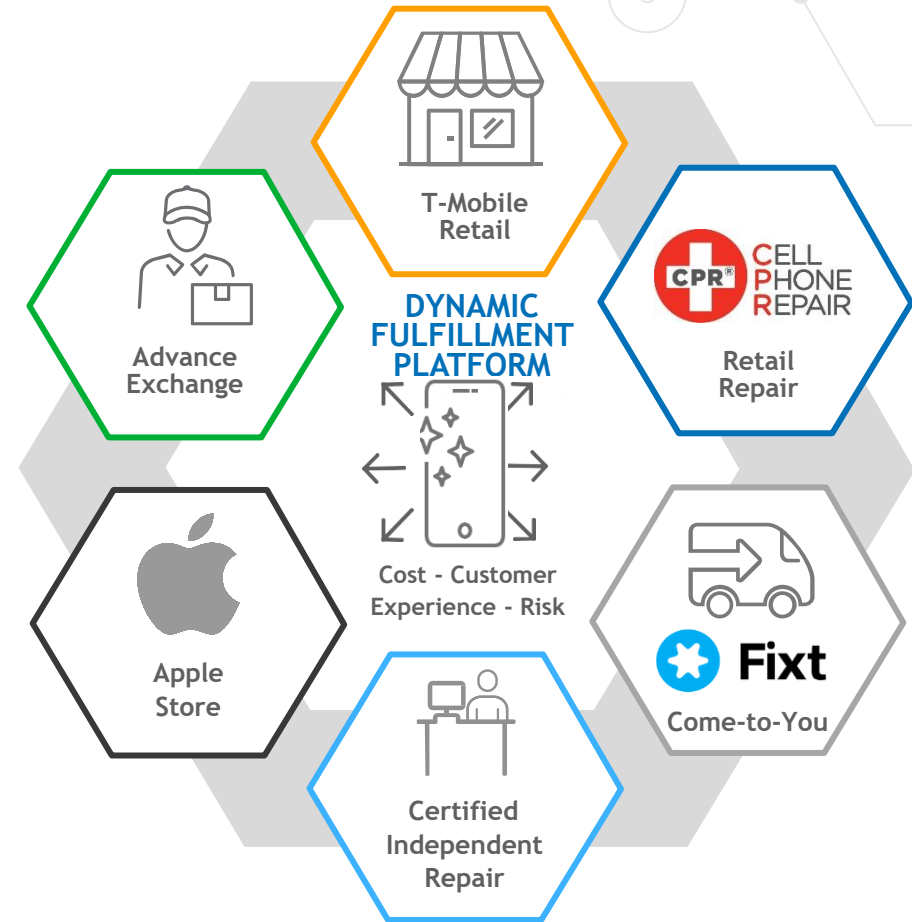 T-Mobile
Retail
CPR®
CELL
PHONE
REPAIR
Retail
Repair
Advance
Exchange
DYNAMIC
FULFILLMENT
PLATFORM
Cost - Customer
Experience - Risk
Apple
Store
Fixt
Come-to-You
Certified
Independent
Repair